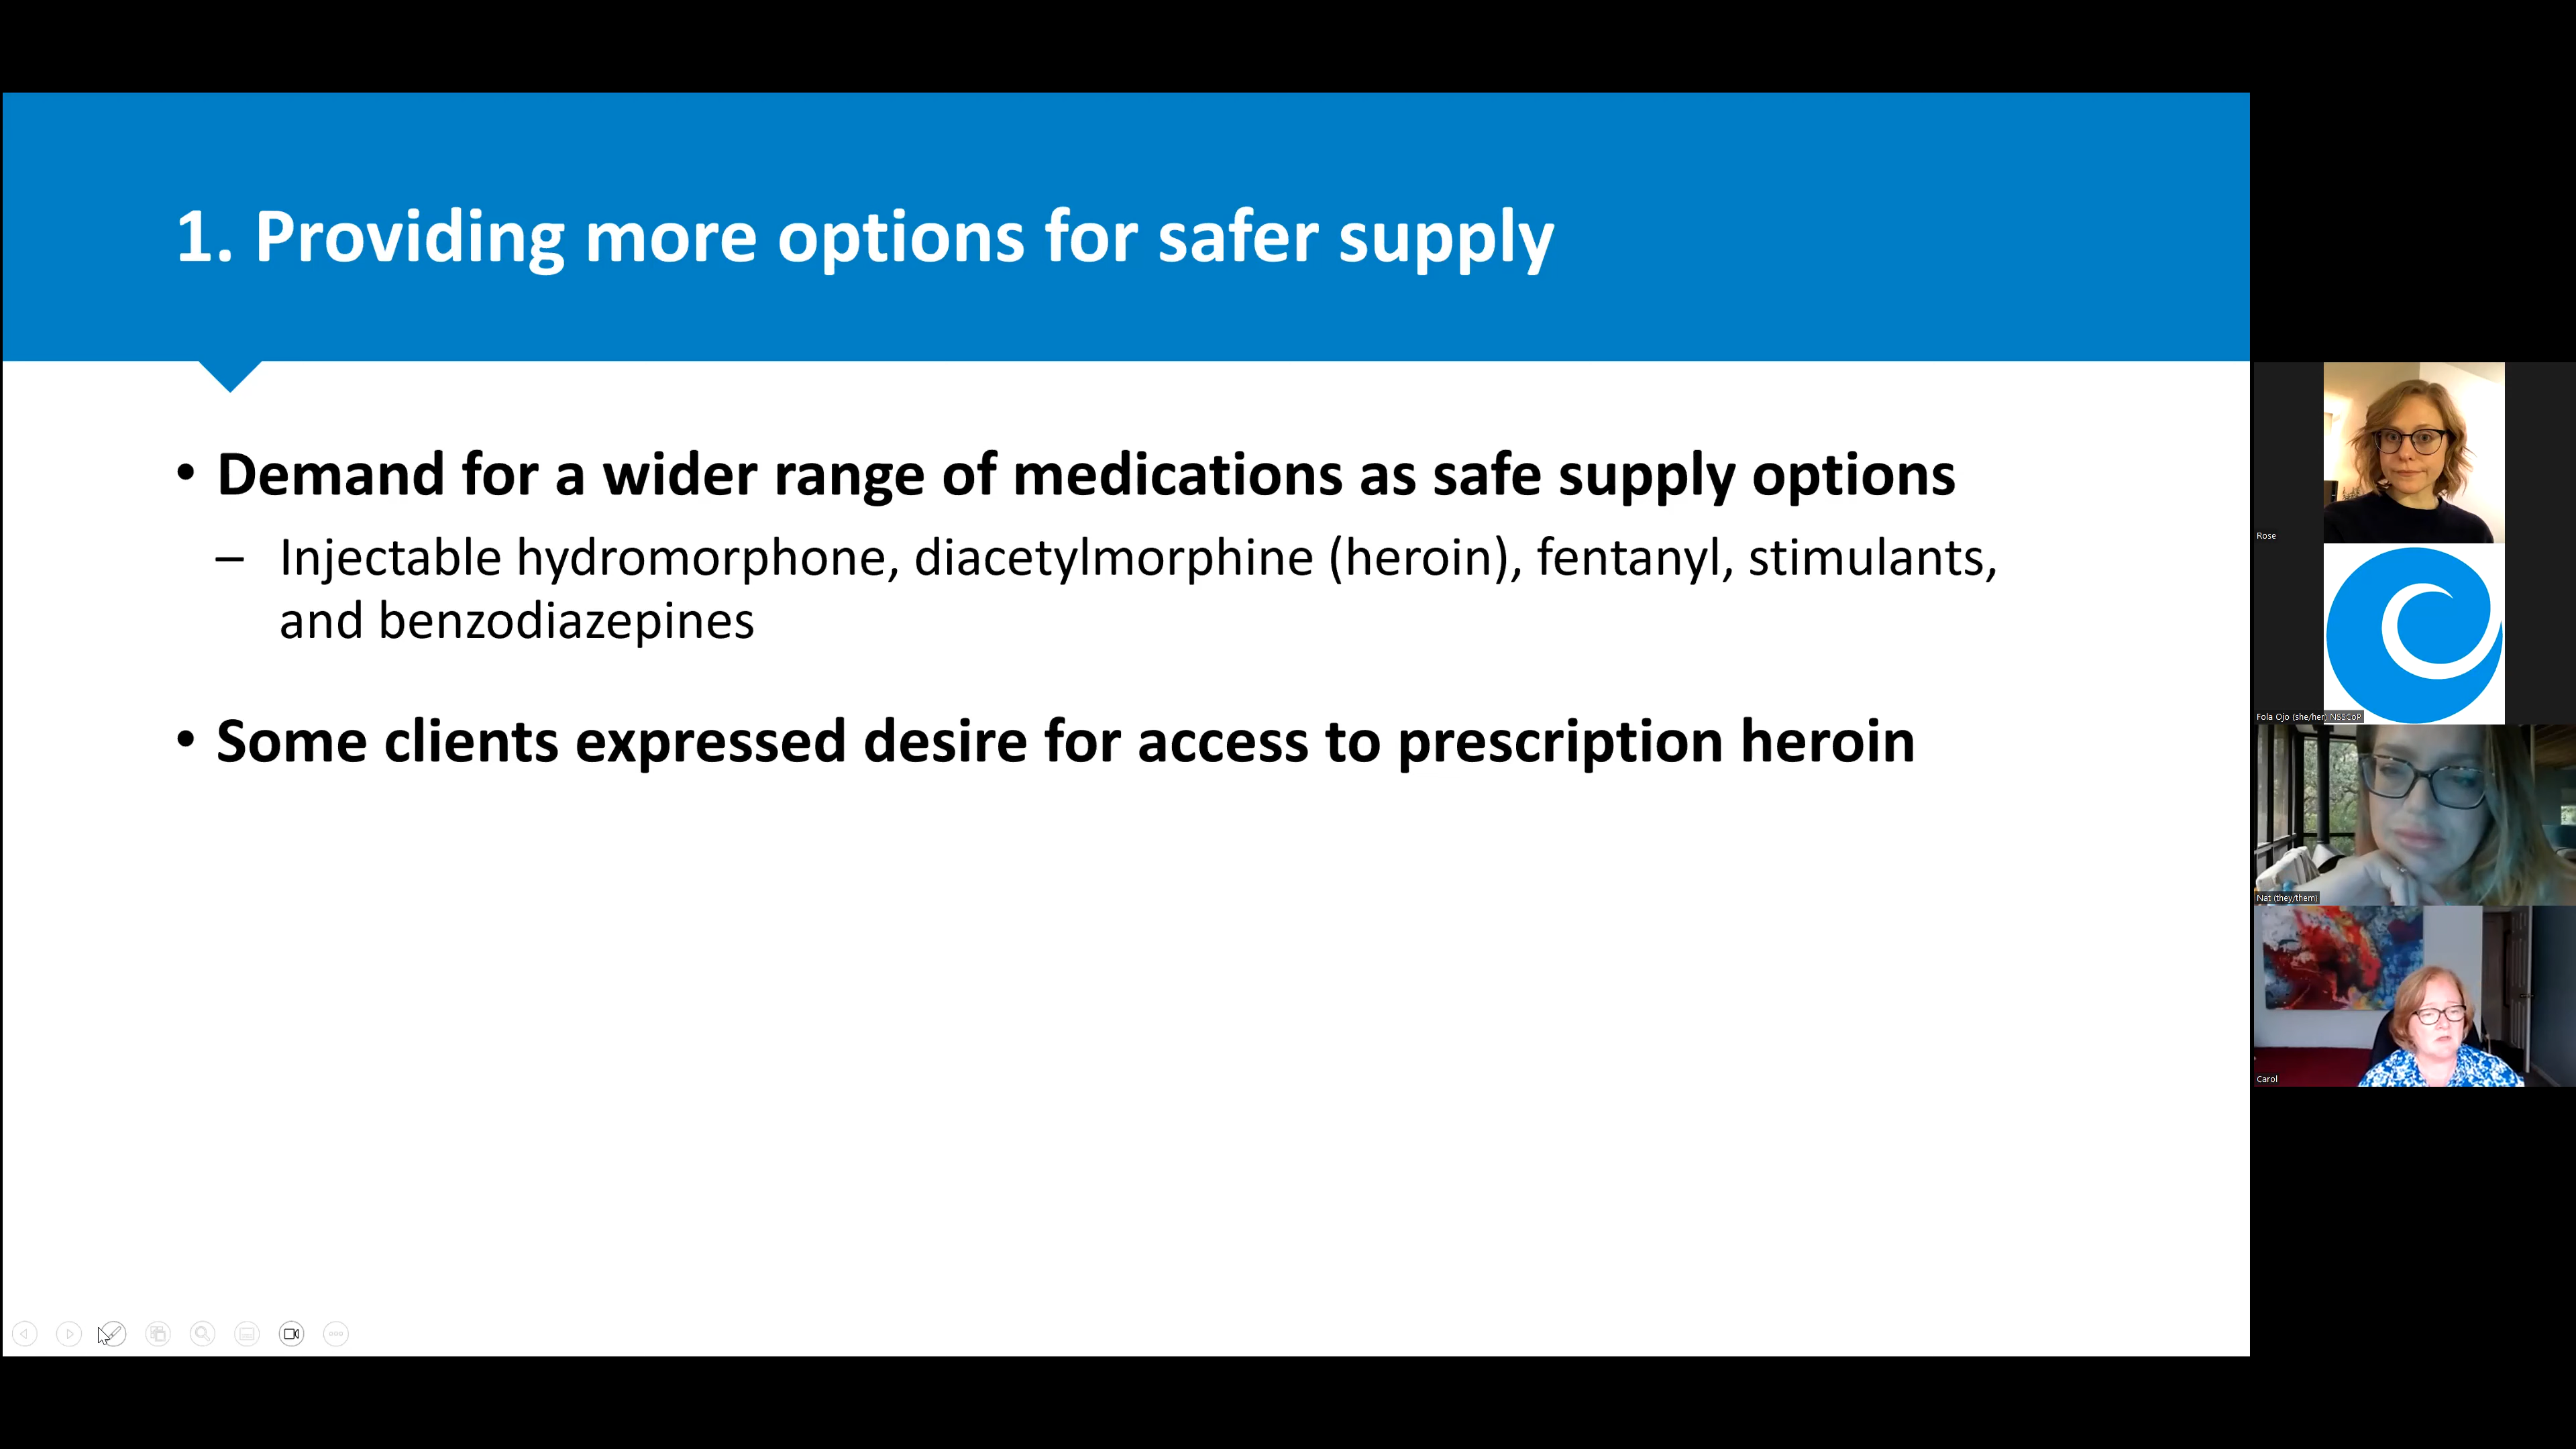 1. Providing more options for safer supply
• Demand for a wider range of medications as safe supply options
– Injectable hydromorphone, diacetylmorphine (heroin), fentanyl, stimulants,
and benzodiazepines
• Some clients expressed desire for access to prescription heroin
Rose
Fola Ojo (she/her) NSSCoP
Nat (they/them)
Carol